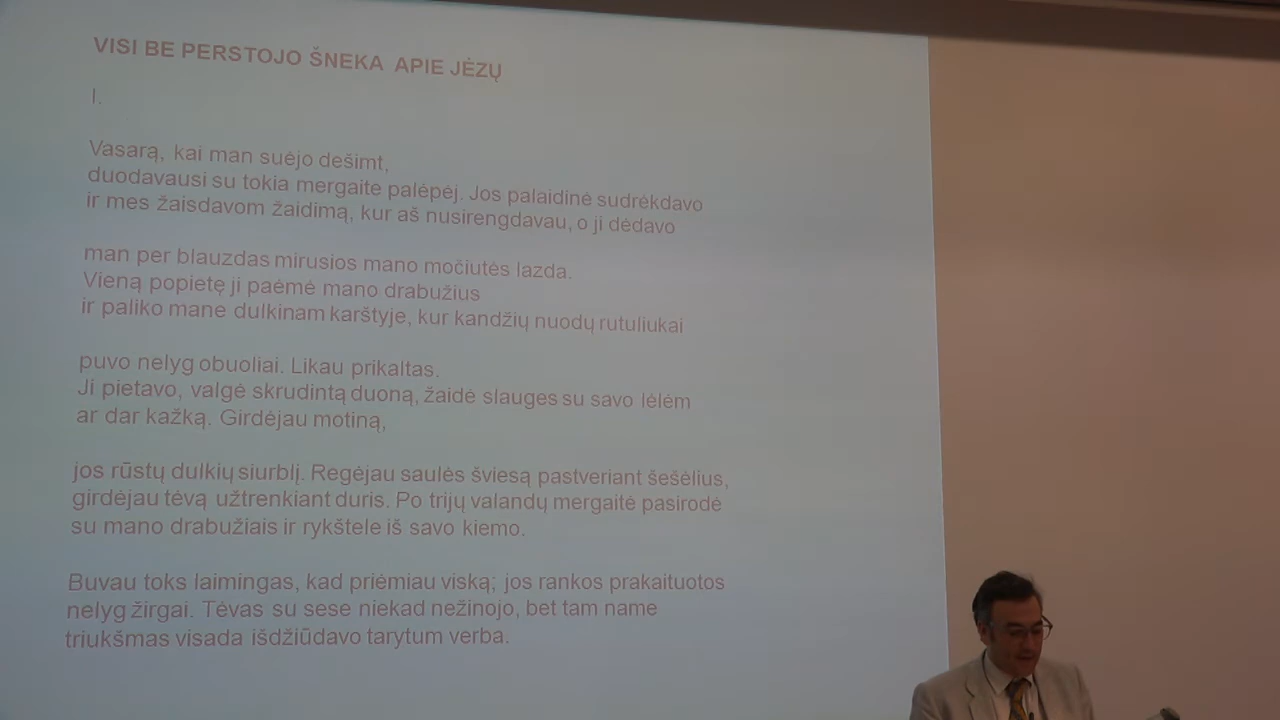 VISI BE PERSTOJO ŠNEKA APIE JĖZŲ
I.
Vasarą, kai man suėjo dešimt,
duodavausi su tokia mergaite palėpėj. Jos palaidinė sudrėkdavo
ir mes žaisdavom žaidimą, kur aš nusirengdavau, o ji dėdavo
man per blauzdas mirusios mano močiutės lazda.
Vieną popietę ji paėmė mano drabužius
ir paliko mane dulkinam karštyje, kur kandžių nuodų rutuliukai
puvo nelyg obuoliai. Likau prikaltas.
Ji pietavo, valgė skrudintą duoną, žaidė slauges su savo lėlėm
ar dar kažką. Girdėjau motiną,
jos rūstų dulkių siurblį. Regėjau saulės šviesą pastveriant šešėlius,
girdėjau tėvą užtrenkiant duris. Po trijų valandų mergaitė pasirodė
su mano drabužiais ir rykštele iš savo kiemo.
Buvau toks laimingas, kad priėmiau viską; jos rankos prakaituotos
nelyg žirgai. Tėvas su sese niekad nežinojo, bet tam name
triukšmas visada išdžiūdavo tarytum verba.